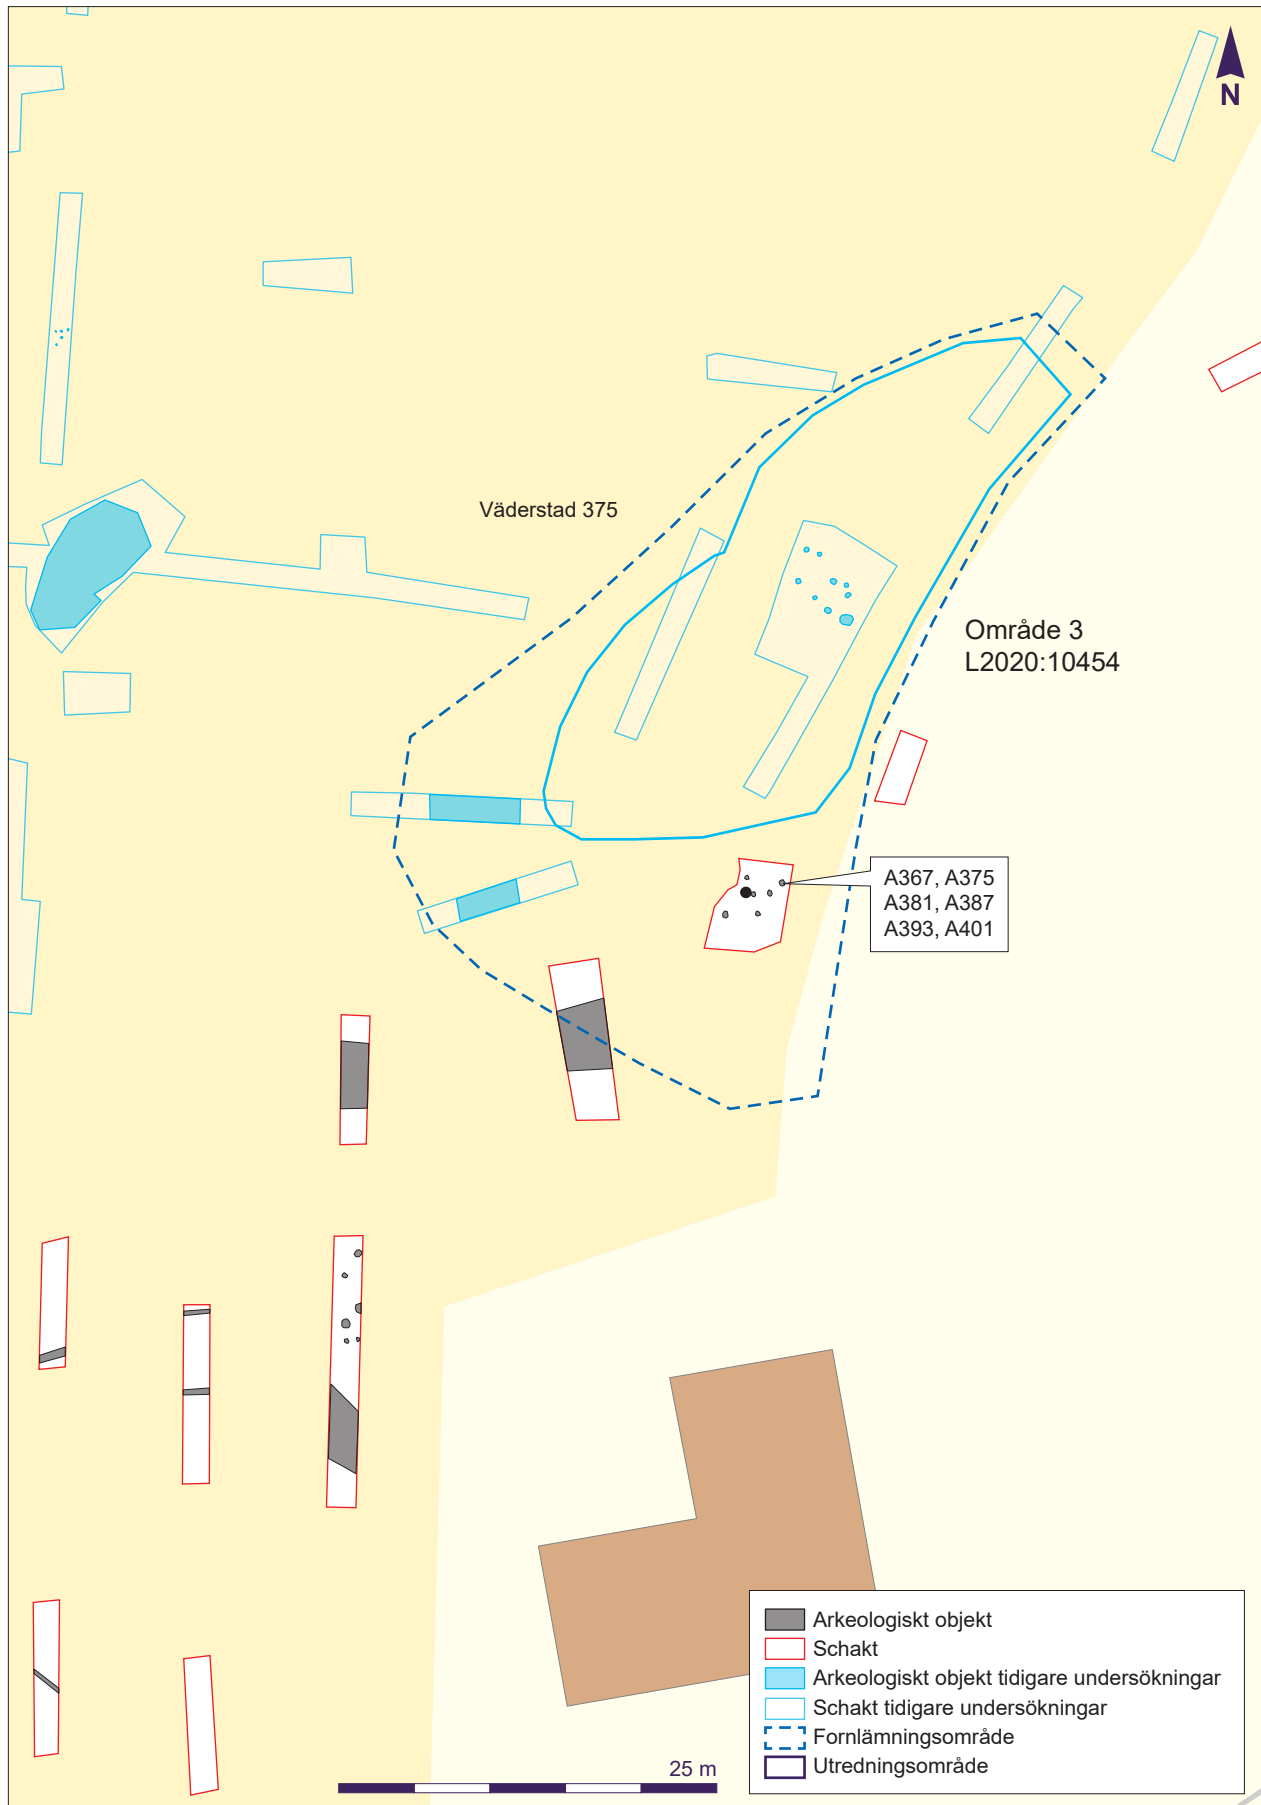 N
Väderstad 375
Område 3
L2020:10454
A367, A375
A381, A387
A393, A401
Arkeologiskt objekt
Schakt
Arkeologiskt objekt tidigare undersökningar
Schakt tidigare undersökningar
Fornlämningsområde
Utredningsområde
25 m